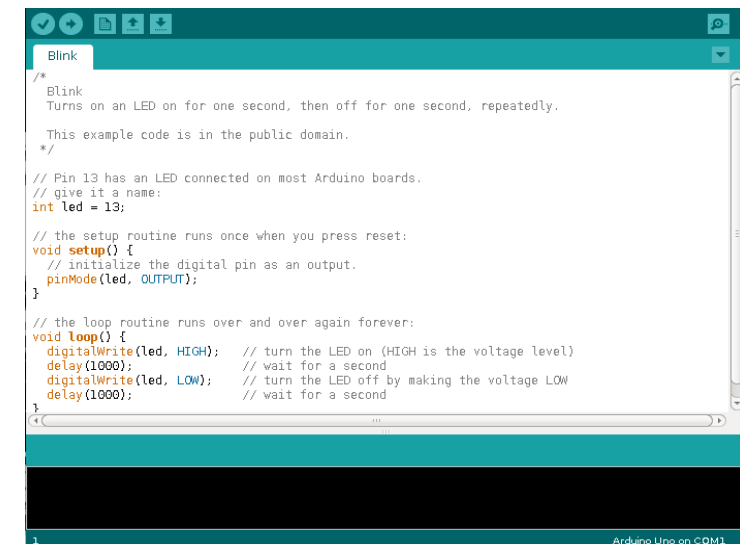 Blink
/*
  Blink
  Turns on an LED on for one second, then off for one second, repeatedly.

  This example code is in the public domain.
 */

// Pin 13 has an LED connected on most Arduino boards.
// give it a name:
int led = 13;

// the setup routine runs once when you press reset:
void setup() {
  // initialize the digital pin as an output.
  pinMode(led, OUTPUT);
}

// the loop routine runs over and over again forever:
void loop() {
  digitalWrite(led, HIGH);   // turn the LED on (HIGH is the voltage level)
  delay(1000);               // wait for a second
  digitalWrite(led, LOW);    // turn the LED off by making the voltage LOW
  delay(1000);               // wait for a second
}
1 Arduino Uno on COM1